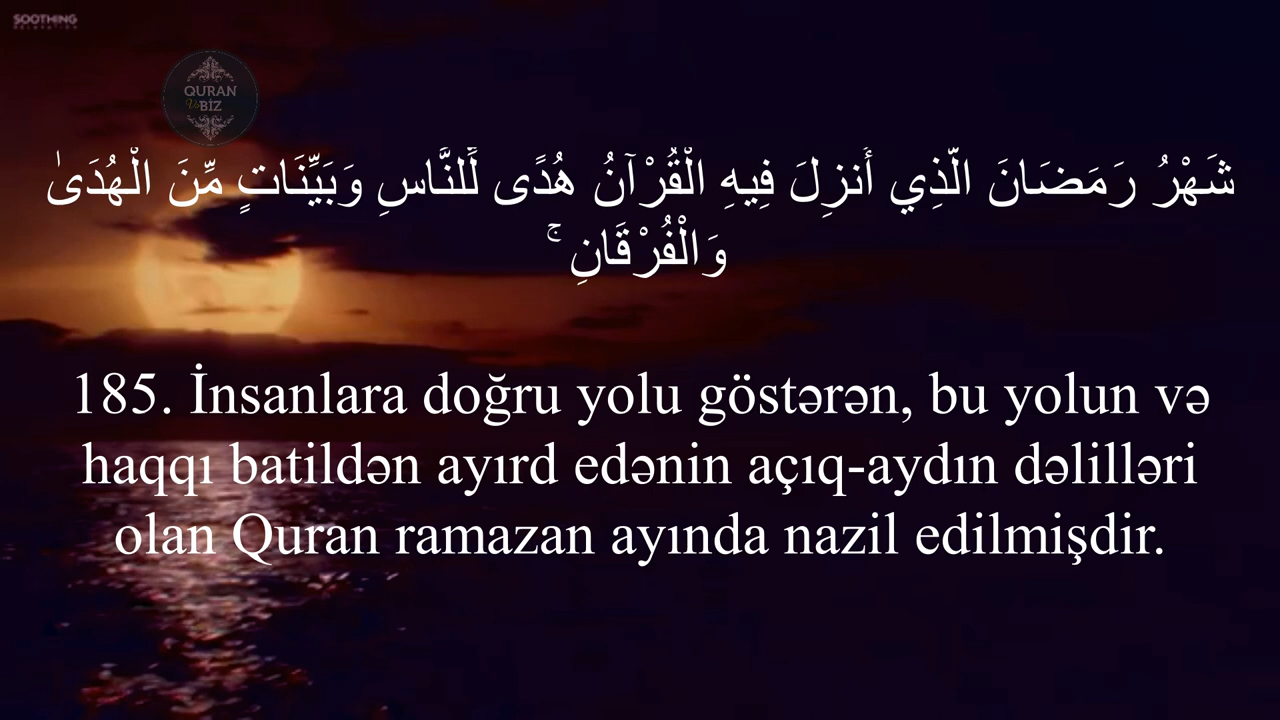 SOOTHING
RELAXATION
QURAN
Və BİZ
شَهْرُ رَمَضَانَ الَّذِي أُنزِلَ فِيهِ الْقُرْآنُ هُدًى لِّلنَّاسِ وَبَيِّنَاتٍ مِّنَ الْهُدَىٰ
وَالْفُرْقَانِ ۚ
185. İnsanlara doğru yolu göstərən, bu yolun və
haqqı batildən ayırd edənin açıq-aydın dəlilləri
olan Quran ramazan ayında nazil edilmişdir.